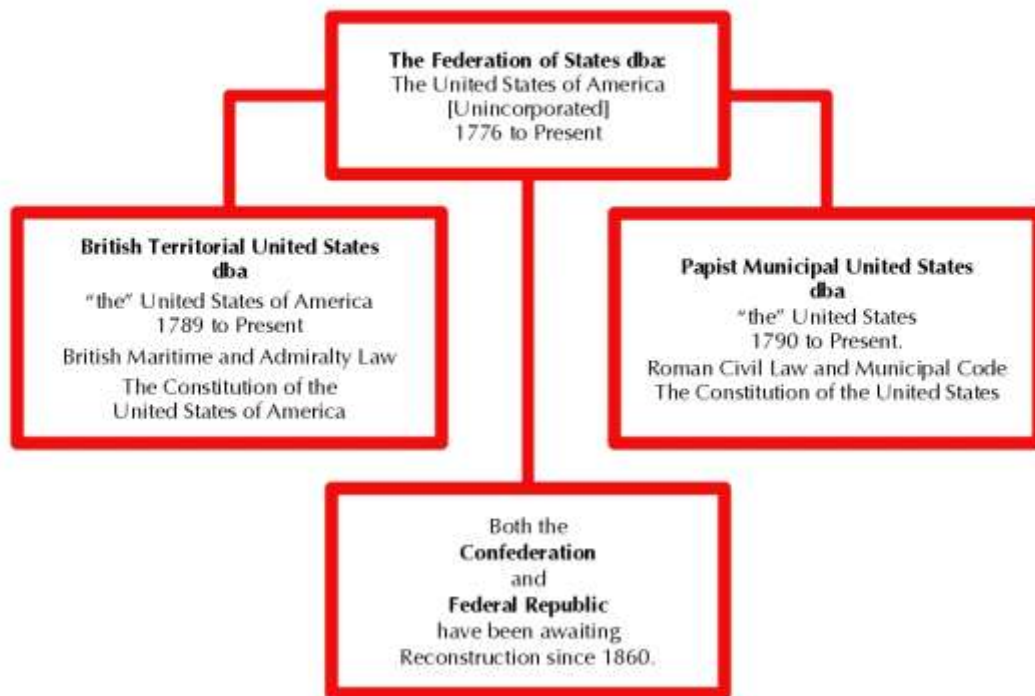 The Federation of States dba:
The United States of America
[Unincorporated]
1776 to Present
British Territorial United States
dba
“the” United States of America
1789 to Present
British Maritime and Admiralty Law
The Constitution of the
United States of America
Papist Municipal United States
dba
“the” United States
1790 to Present.
Roman Civil Law and Municipal Code
The Constitution of the United States
Both the
Confederation
and
Federal Republic
have been awaiting
Reconstruction since 1860.